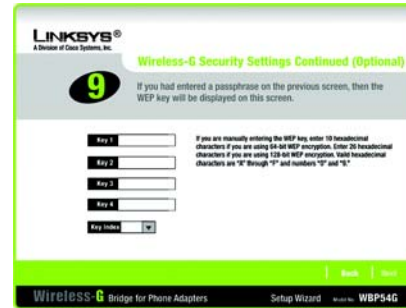 LINKSYS®
A Division of Cisco Systems, Inc.
Wireless-G Security Settings Continued (Optional)
9
If you had entered a passphrase on the previous screen, then the
WEP key will be displayed on this screen.
Key 1
Key 2
Key 3
Key 4
Key Index
If you are manually entering the WEP key, enter 10 hexadecimal
characters if you are using 64-bit WEP encryption. Enter 26 hexadecimal
characters if you are using 128-bit WEP encryption. Valid hexadecimal
characters are "A" through "F" and numbers "0" and "9."
Back
Next
Wireless-G Bridge for Phone Adapters
Setup Wizard
Model No. WBP54G